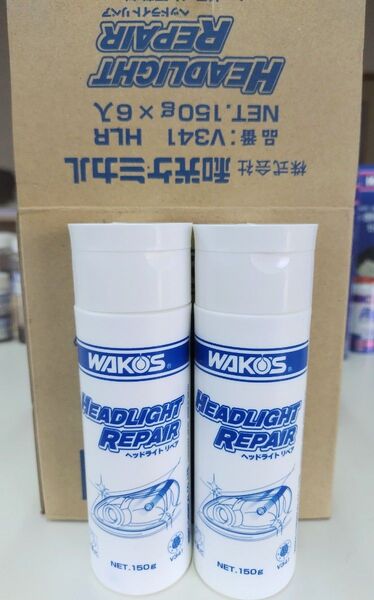 株式会社 和光ケミカル
品番：V341 HLR
NET.150g×6入
HEADLIGHT
REPAIR
ヘッドライトリペア
WAKO'S
HEADLIGHT
REPAIR
ヘッドライト リペア
NET. 150g
V341
WAKO'S
HEADLIGHT
REPAIR
ヘッドライト リペア
NET. 150g
V341